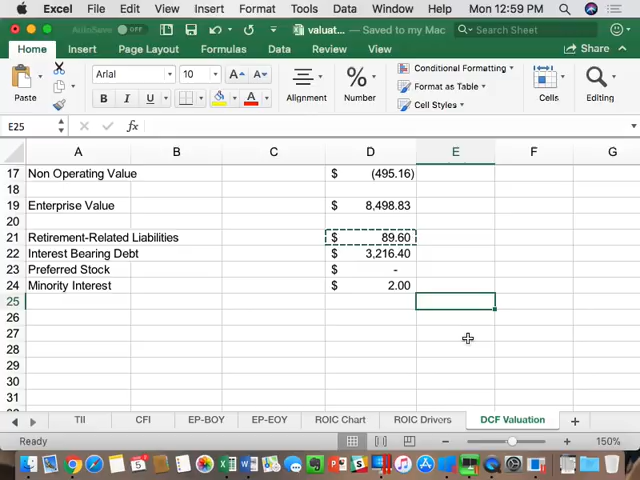 Excel File Edit View Insert Format Tools Data Window Help Mon 12:59 PM
AutoSave OFF valuat... — Saved to my Mac Search Sheet
Home Insert Page Layout Formulas Data Review View Share
Paste Arial 10 A A Alignment % Number Conditional Formatting Format as Table Cell Styles Cells Editing
B I U A
E25 fx
A B C D E F G
17 Non Operating Value $ (495.16)
18
19 Enterprise Value $ 8,498.83
20
21 Retirement-Related Liabilities $ 89.60
22 Interest Bearing Debt $ 3,216.40
23 Preferred Stock $ -
24 Minority Interest $ 2.00
25
26
27
28
29
30
31
TII CFI EP-BOY EP-EOY ROIC Chart ROIC Drivers DCF Valuation +
Ready 150%